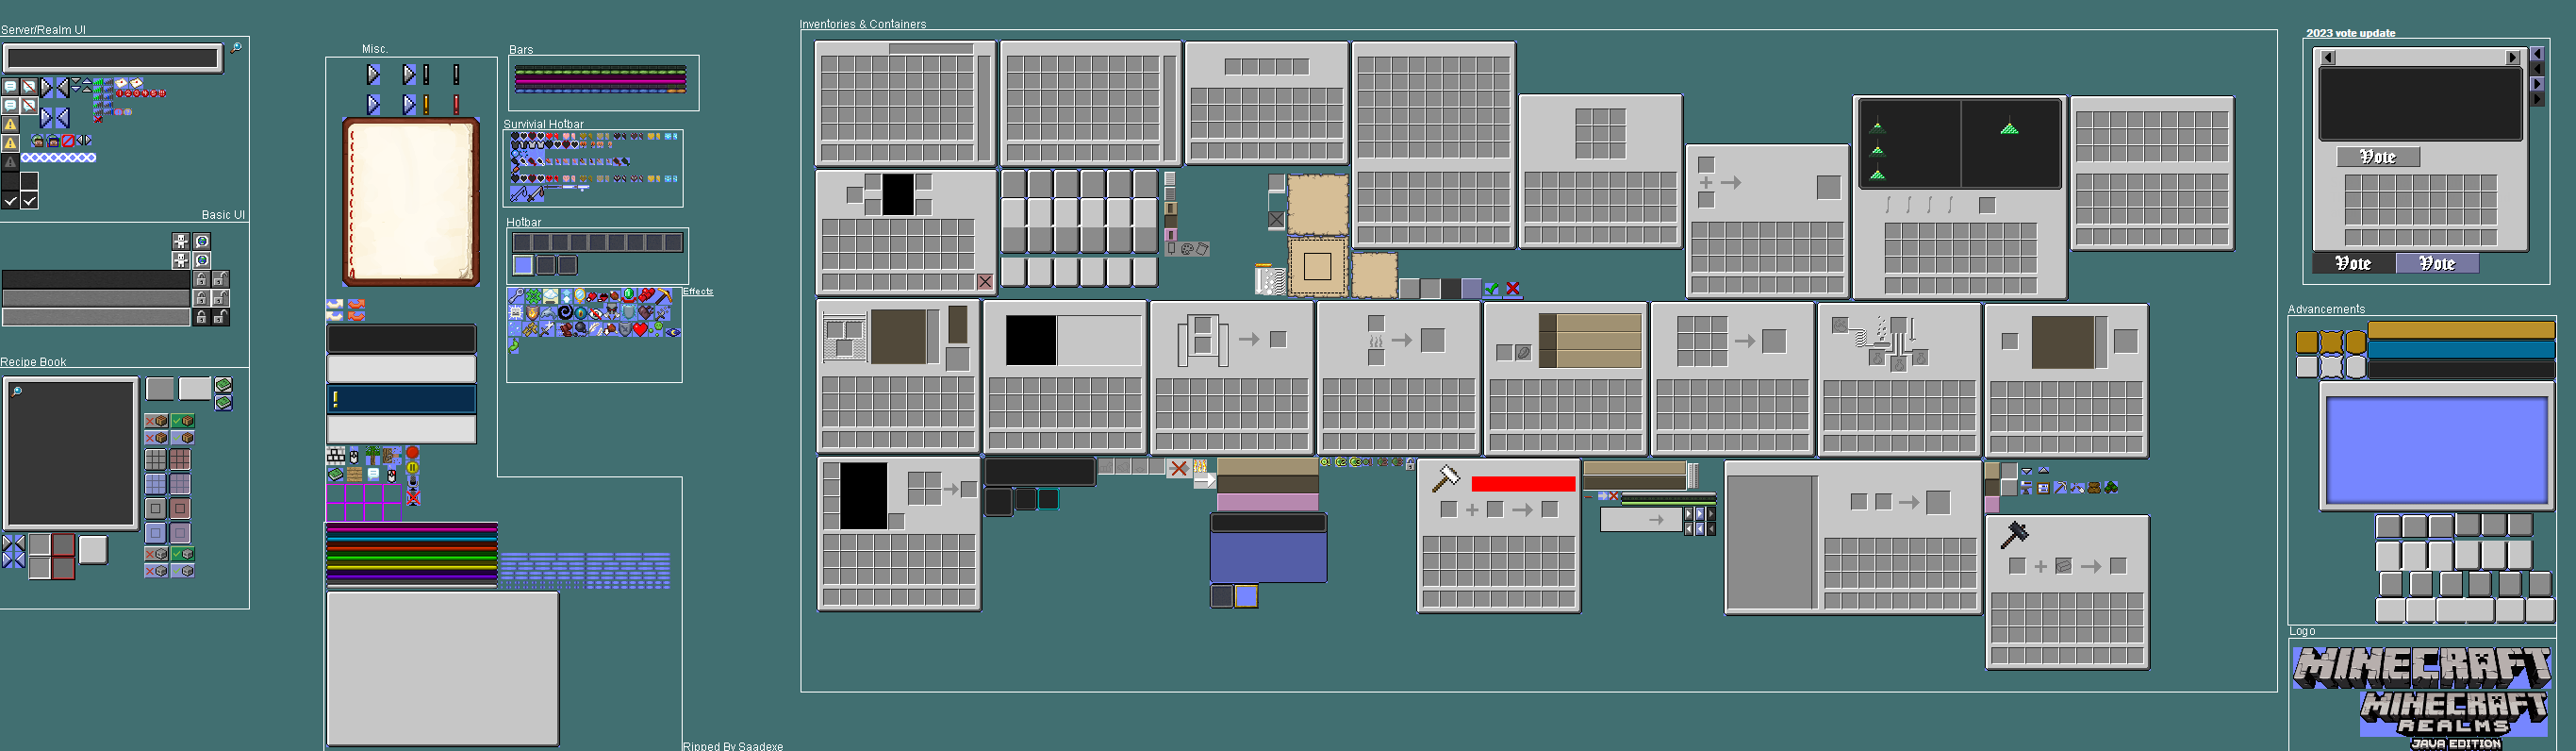 Server/Realm UI
Basic UI
Recipe Book
Misc.
Bars
Survivial Hotbar
Hotbar
Effects
Ripped By Saadexe
Inventories & Containers
2023 vote update
Vote
Vote
Vote
Advancements
Logo
MINECRAFT
MINECRAFT
REALMS
JAVA EDITION